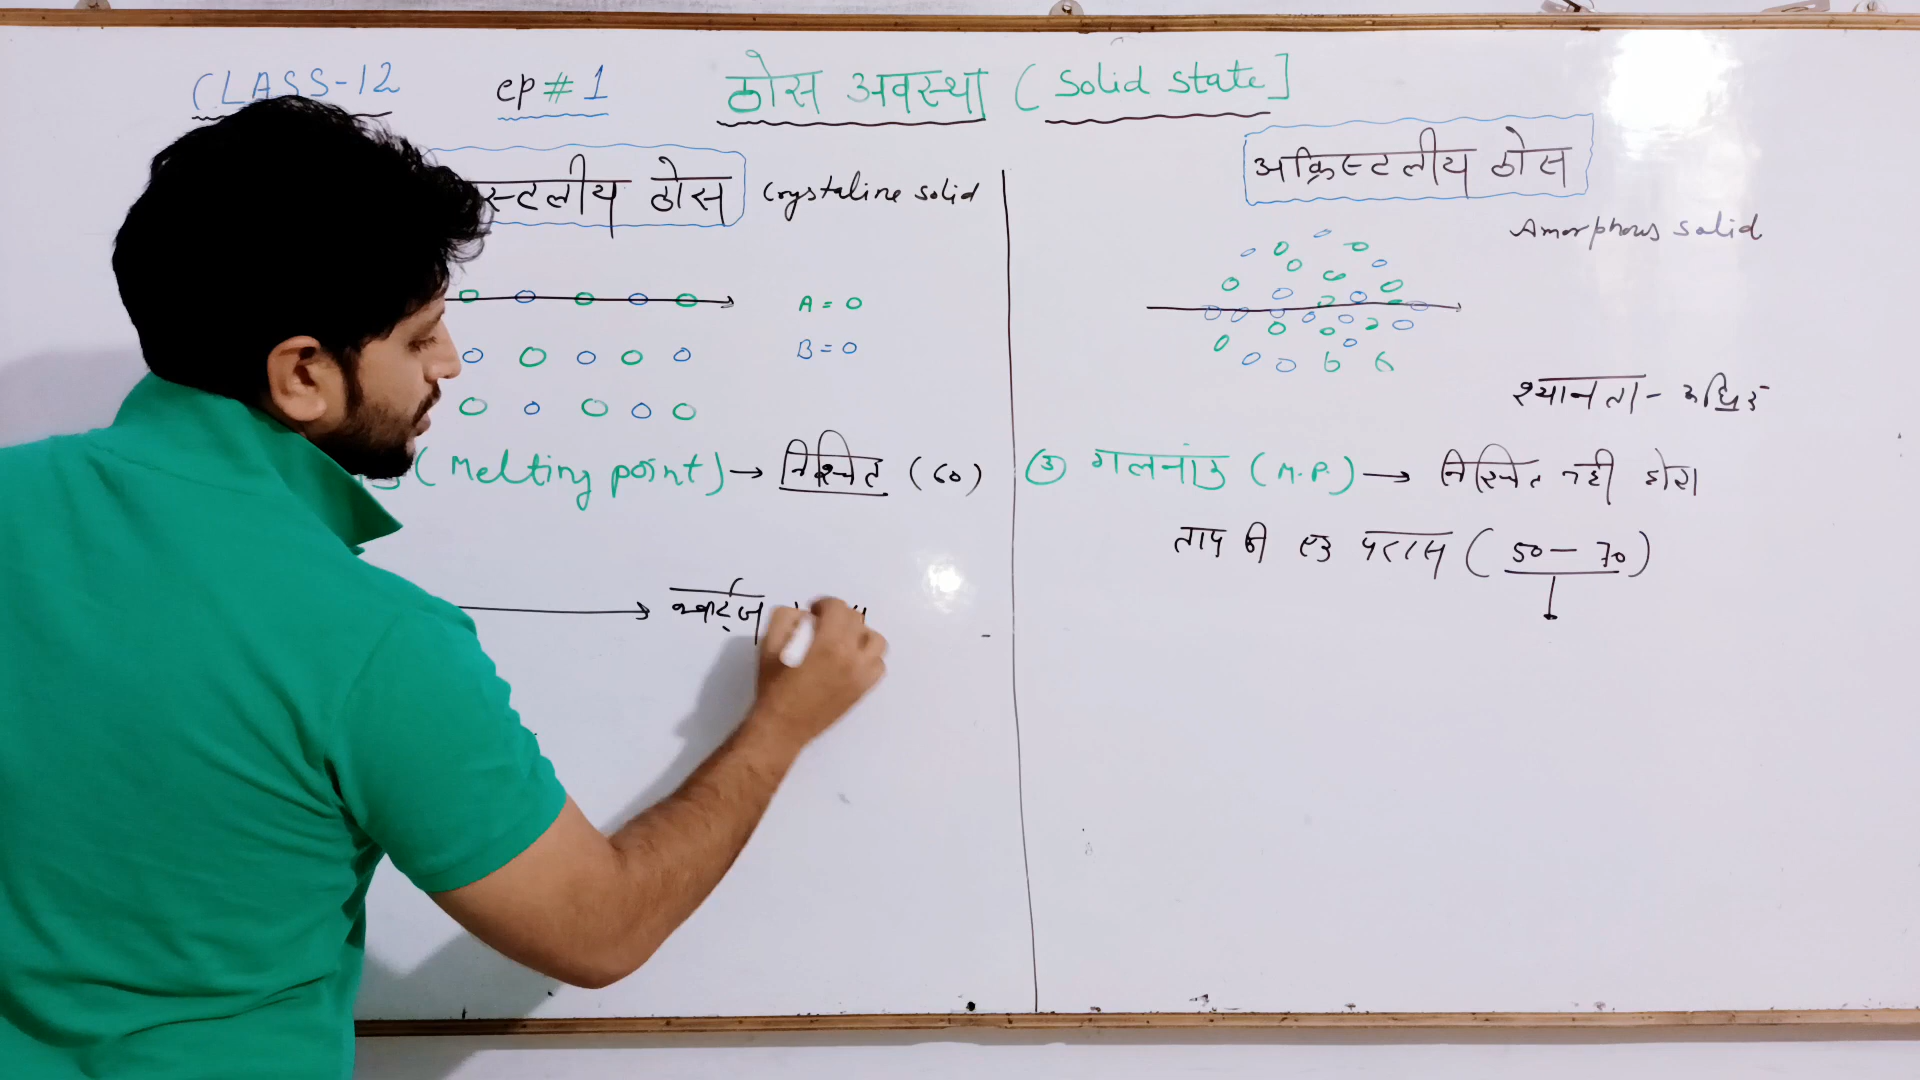 CLASS-12 ep # 1 ठोस अवस्था ( Solid state ]
स्टलीय ठोस Crystaline solid
A = O
B = O
( Melting point ) → निश्चित ( 60 )
→ क्वार्ट्ज
अक्रिस्टलीय ठोस
Amorphous Solid
श्यानता -
③ गलनांक ( M.P. ) → निश्चित नही होता
ताप की एक परास ( 50 – 70 )